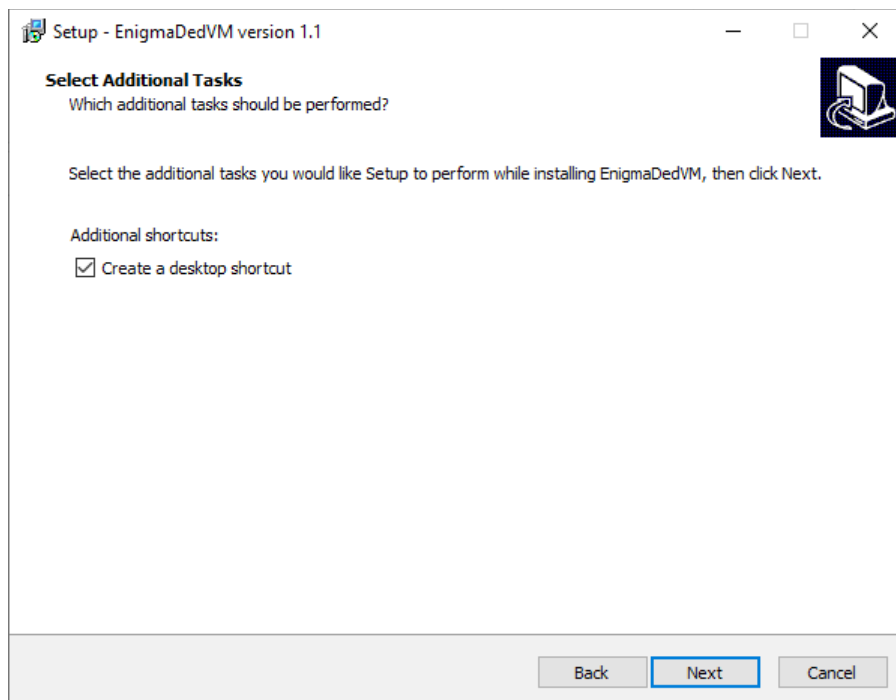 Setup - EnigmaDedVM version 1.1
Select Additional Tasks
Which additional tasks should be performed?
Select the additional tasks you would like Setup to perform while installing EnigmaDedVM, then click Next.
Additional shortcuts:
Create a desktop shortcut
Back Next Cancel